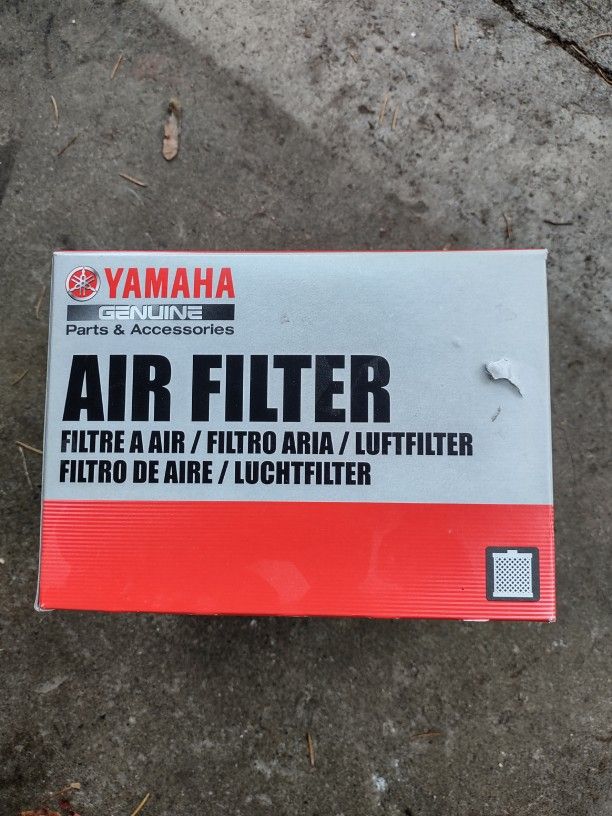 YAMAHA
GENUINE
Parts & Accessories
AIR FILTER
FILTRE A AIR / FILTRO ARIA / LUFTFILTER
FILTRO DE AIRE / LUCHTFILTER